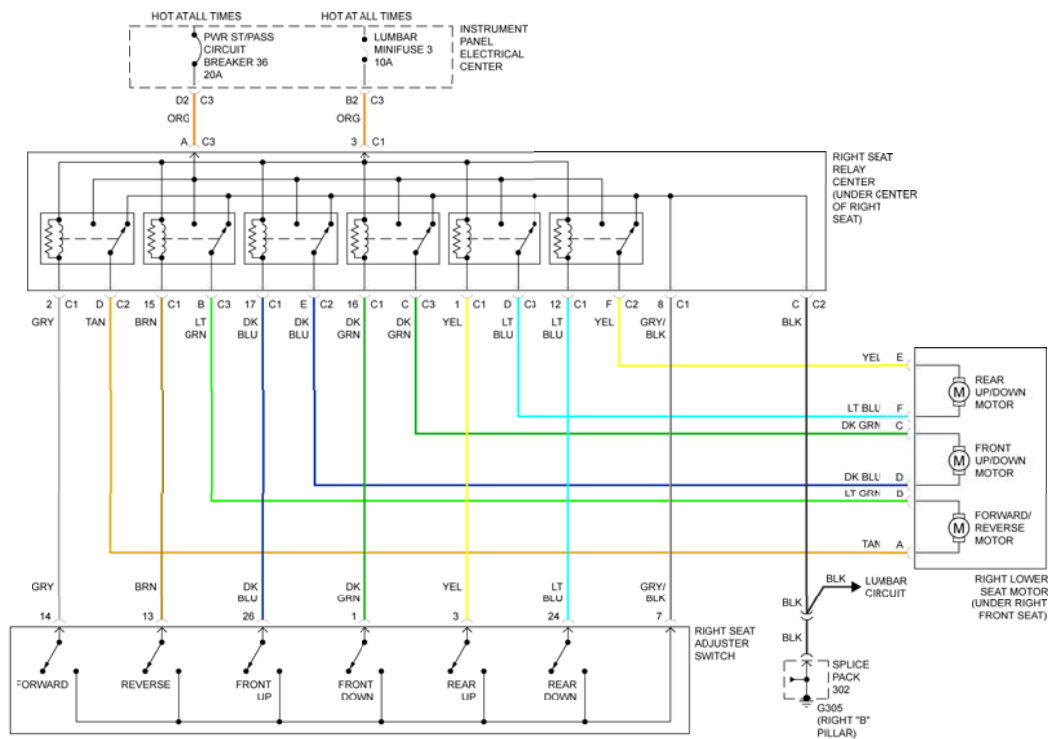 HOT AT ALL TIMES HOT AT ALL TIMES
PWR ST/PASS
CIRCUIT
BREAKER 36
20A
LUMBAR
MINIFUSE 3
10A
INSTRUMENT
PANEL
ELECTRICAL
CENTER
D2 C3 B2 C3
ORG ORG
A C3 3 C1
RIGHT SEAT
RELAY
CENTER
(UNDER CENTER
OF RIGHT
SEAT)
2 C1 D C2 15 C1 B C3 17 C1 E C2 16 C1 C C3 1 C1 D C3 12 C1 F C2 8 C1 C C2
GRY TAN BRN LT GRN DK BLU DK BLU DK GRN DK GRN YEL LT BLU LT BLU YEL GRY/ BLK BLK
YEL E
REAR
UP/DOWN
MOTOR
M
LT BLU F
DK GRN C
FRONT
UP/DOWN
MOTOR
M
DK BLU D
LT GRN B
FORWARD/
REVERSE
MOTOR
M
TAN A
RIGHT LOWER
SEAT MOTOR
(UNDER RIGHT
FRONT SEAT)
BLK
LUMBAR
CIRCUIT
BLK
BLK
SPLICE
PACK
302
G305
(RIGHT "B"
PILLAR)
GRY BRN DK BLU DK GRN YEL LT BLU GRY/ BLK
14 13 26 1 3 24 7
RIGHT SEAT
ADJUSTER
SWITCH
FORWARD REVERSE FRONT UP FRONT DOWN REAR UP REAR DOWN